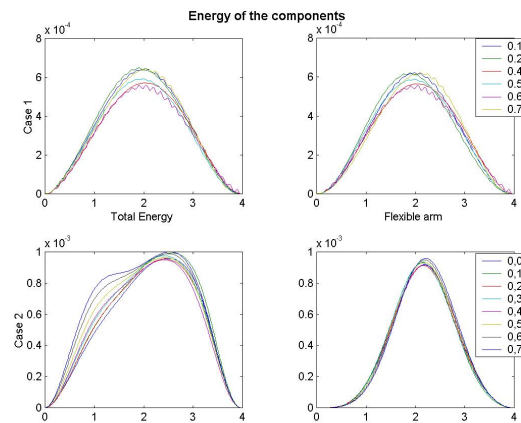 Energy of the components
x 10⁻⁴
8
6
4
2
0
0 1 2 3 4
Case 1
Total Energy
x 10⁻⁴
8
6
4
2
0
0 1 2 3 4
Flexible arm
0.1
0.2
0.4
0.5
0.6
0.7
x 10⁻³
1
0.8
0.6
0.4
0.2
0
0 1 2 3 4
Case 2
x 10⁻³
1
0.8
0.6
0.4
0.2
0
0 1 2 3 4
0,0
0,1
0,2
0,3
0,4
0,5
0,6
0,7